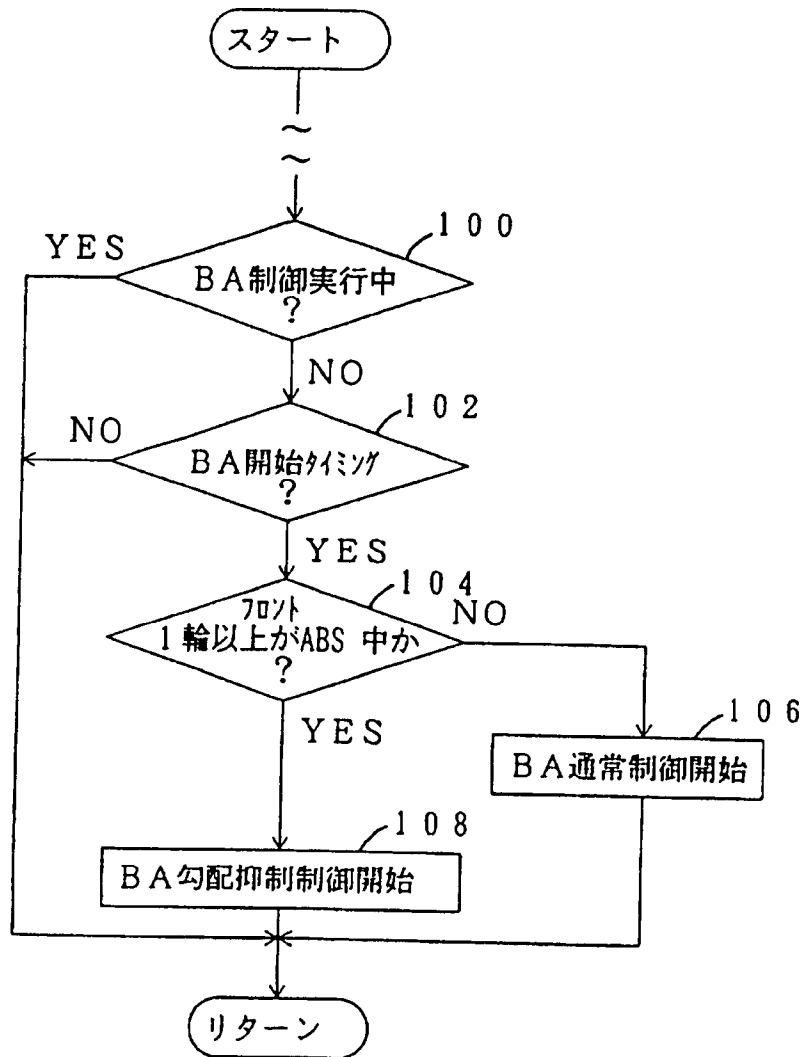 スタート
100
YES
BA制御実行中
?
NO
102
NO
BA開始タイミング
?
YES
104
フロント
NO
1輪以上がABS中か
?
YES
106
BA通常制御開始
108
BA勾配抑制制御開始
リターン